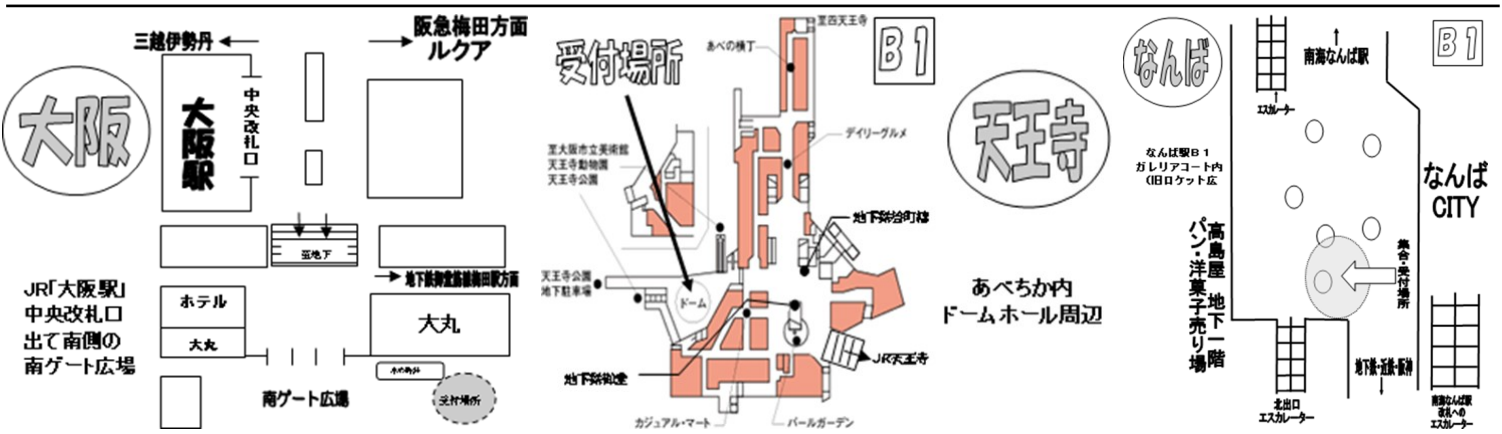 大阪
三越伊勢丹
阪急梅田方面
ルクア
大阪駅
中央改札口
至地下
地下鉄御堂筋線梅田駅方面
JR「大阪駅」
中央改札口
出て南側の
南ゲート広場
ホテル
大丸
大丸
水の時計
南ゲート広場
受付場所
受付場所
B1
至四天王寺
あべの横丁
デイリーグルメ
至大阪市立美術館
天王寺動物園
天王寺公園
地下鉄谷町線
天王寺公園
地下駐車場
ドーム
JR天王寺
地下鉄御堂
カジュアル・マート
パールガーデン
天王寺
あべちか内
ドームホール周辺
なんば
B1
南海なんば駅
エスカレーター
なんば駅B1
ガレリアコート内
(旧ロケット広
なんば
CITY
高島屋 地下一階
パン・洋菓子売り場
集合・受付場所
地下鉄・近鉄・阪神
北出口
エスカレーター
南海なんば駅
改札への
エスカレーター